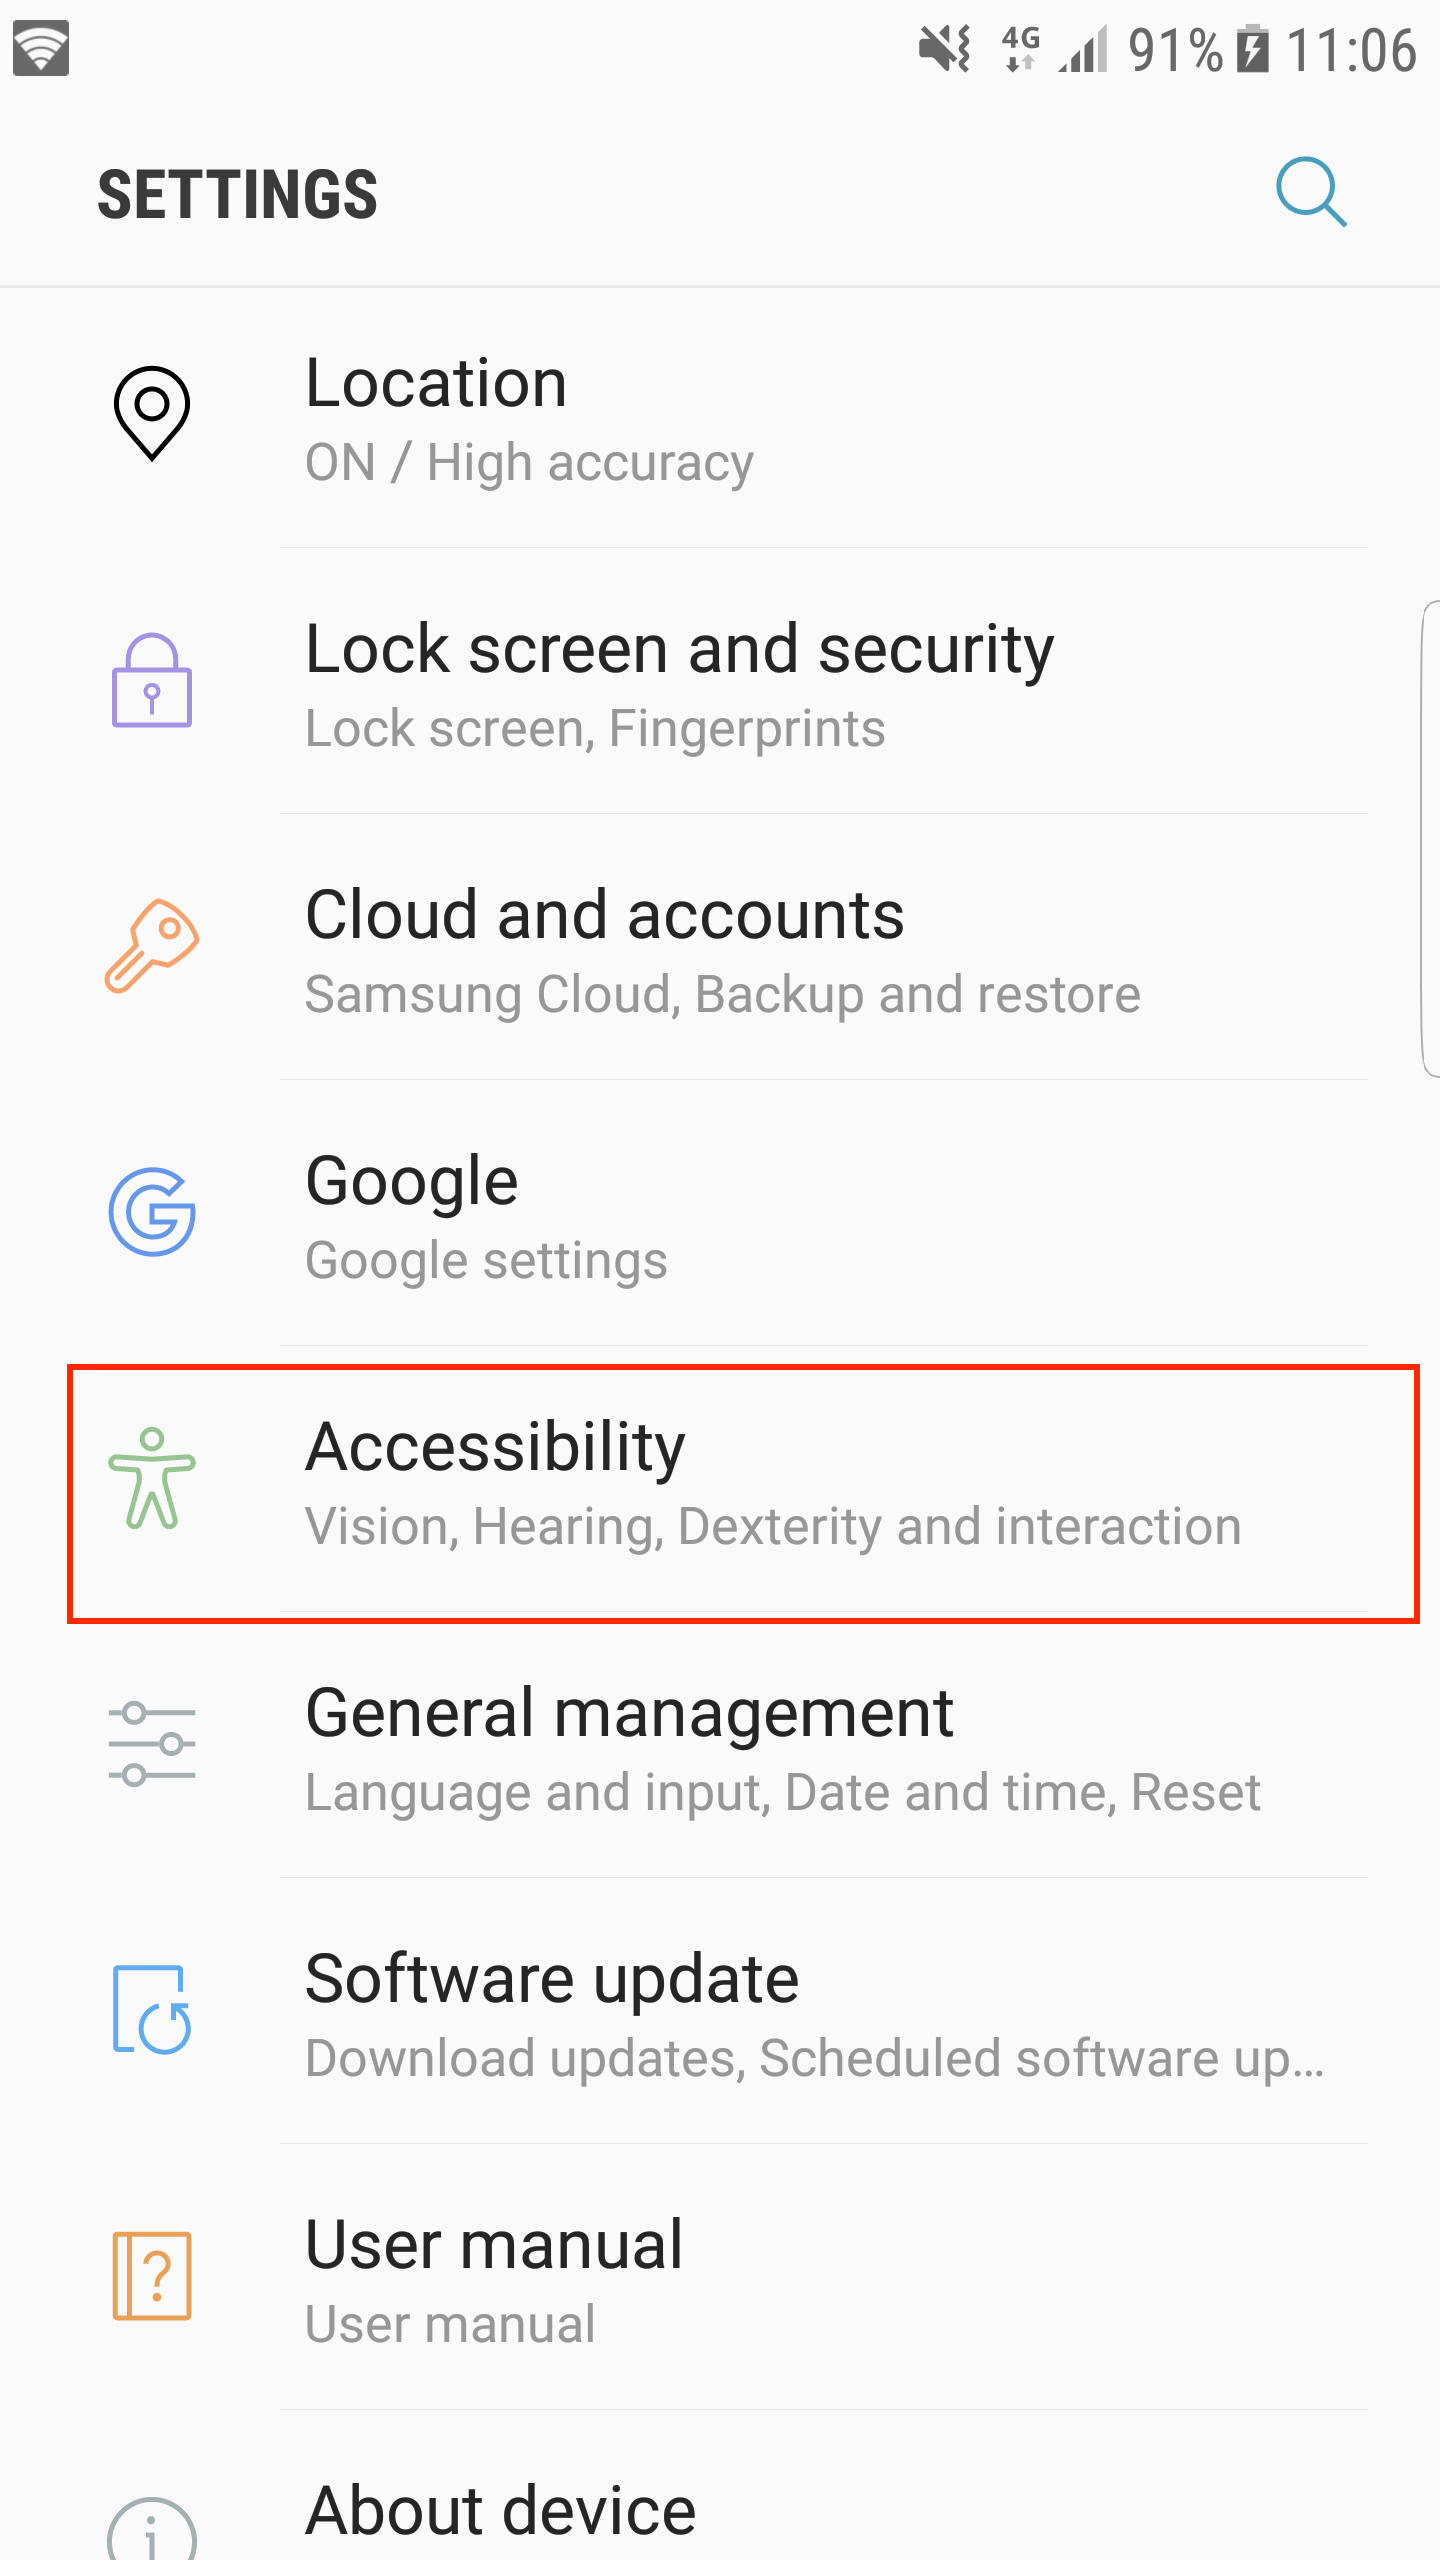 4G 91% 11:06
SETTINGS
Location
ON / High accuracy
Lock screen and security
Lock screen, Fingerprints
Cloud and accounts
Samsung Cloud, Backup and restore
Google
Google settings
Accessibility
Vision, Hearing, Dexterity and interaction
General management
Language and input, Date and time, Reset
Software update
Download updates, Scheduled software up...
User manual
User manual
About device